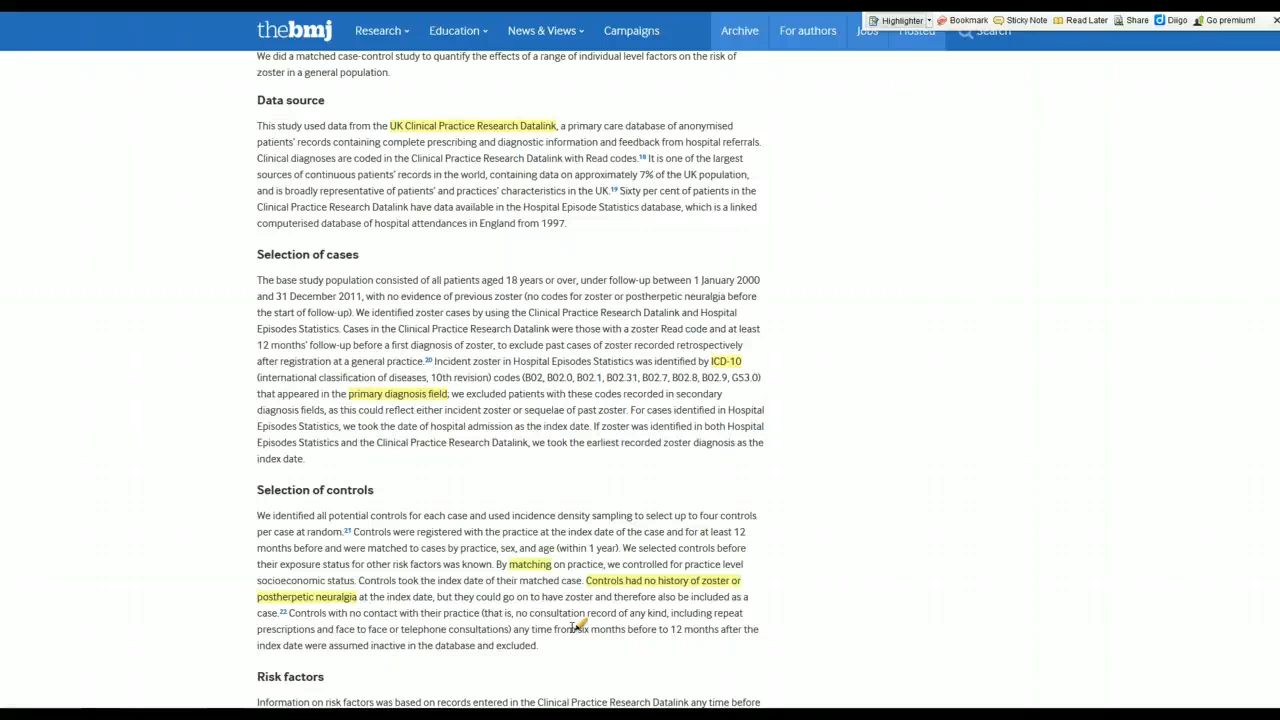 Highlighter Bookmark Sticky Note Read Later Share Diigo Go premium!
thebmj Research Education News & Views Campaigns Archive For authors Jobs Hosted Search
We did a matched case-control study to quantify the effects of a range of individual level factors on the risk of
zoster in a general population.
Data source
This study used data from the UK Clinical Practice Research Datalink, a primary care database of anonymised
patients' records containing complete prescribing and diagnostic information and feedback from hospital referrals.
Clinical diagnoses are coded in the Clinical Practice Research Datalink with Read codes.18 It is one of the largest
sources of continuous patients' records in the world, containing data on approximately 7% of the UK population,
and is broadly representative of patients' and practices' characteristics in the UK.19 Sixty per cent of patients in the
Clinical Practice Research Datalink have data available in the Hospital Episode Statistics database, which is a linked
computerised database of hospital attendances in England from 1997.
Selection of cases
The base study population consisted of all patients aged 18 years or over, under follow-up between 1 January 2000
and 31 December 2011, with no evidence of previous zoster (no codes for zoster or postherpetic neuralgia before
the start of follow-up). We identified zoster cases by using the Clinical Practice Research Datalink and Hospital
Episodes Statistics. Cases in the Clinical Practice Research Datalink were those with a zoster Read code and at least
12 months' follow-up before a first diagnosis of zoster, to exclude past cases of zoster recorded retrospectively
after registration at a general practice.20 Incident zoster in Hospital Episodes Statistics was identified by ICD-10
(international classification of diseases, 10th revision) codes (B02, B02.0, B02.1, B02.31, B02.7, B02.8, B02.9, G53.0)
that appeared in the primary diagnosis field; we excluded patients with these codes recorded in secondary
diagnosis fields, as this could reflect either incident zoster or sequelae of past zoster. For cases identified in Hospital
Episodes Statistics, we took the date of hospital admission as the index date. If zoster was identified in both Hospital
Episodes Statistics and the Clinical Practice Research Datalink, we took the earliest recorded zoster diagnosis as the
index date.
Selection of controls
We identified all potential controls for each case and used incidence density sampling to select up to four controls
per case at random.21 Controls were registered with the practice at the index date of the case and for at least 12
months before and were matched to cases by practice, sex, and age (within 1 year). We selected controls before
their exposure status for other risk factors was known. By matching on practice, we controlled for practice level
socioeconomic status. Controls took the index date of their matched case. Controls had no history of zoster or
postherpetic neuralgia at the index date, but they could go on to have zoster and therefore also be included as a
case.22 Controls with no contact with their practice (that is, no consultation record of any kind, including repeat
prescriptions and face to face or telephone consultations) any time from six months before to 12 months after the
index date were assumed inactive in the database and excluded.
Risk factors
Information on risk factors was based on records entered in the Clinical Practice Research Datalink any time before